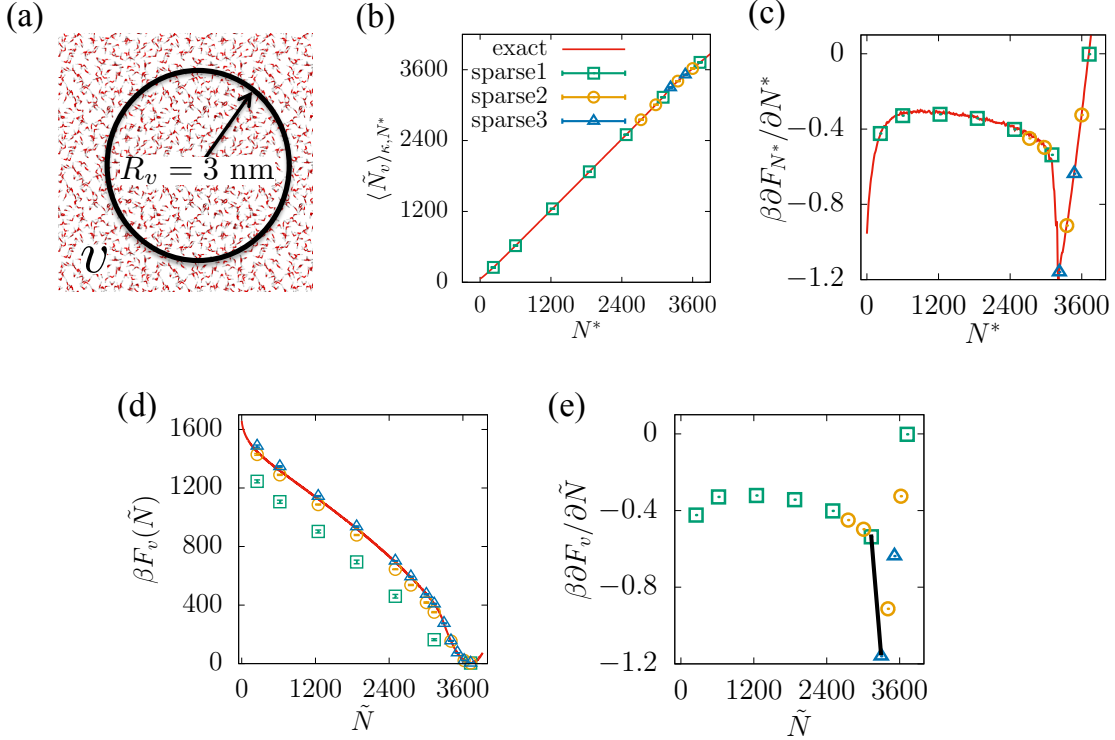 (a)
R_v = 3 nm
v
(b)
⟨Ñ_v⟩_κ,N*
3600
2400
1200
0
exact
sparse1
sparse2
sparse3
0 1200 2400 3600
N*
(c)
β∂F_N*/∂N*
0
−0.4
−0.8
−1.2
0 1200 2400 3600
N*
(d)
βF_v(Ñ)
1600
1200
800
400
0
0 1200 2400 3600
Ñ
(e)
β∂F_v/∂Ñ
0
−0.4
−0.8
−1.2
0 1200 2400 3600
Ñ